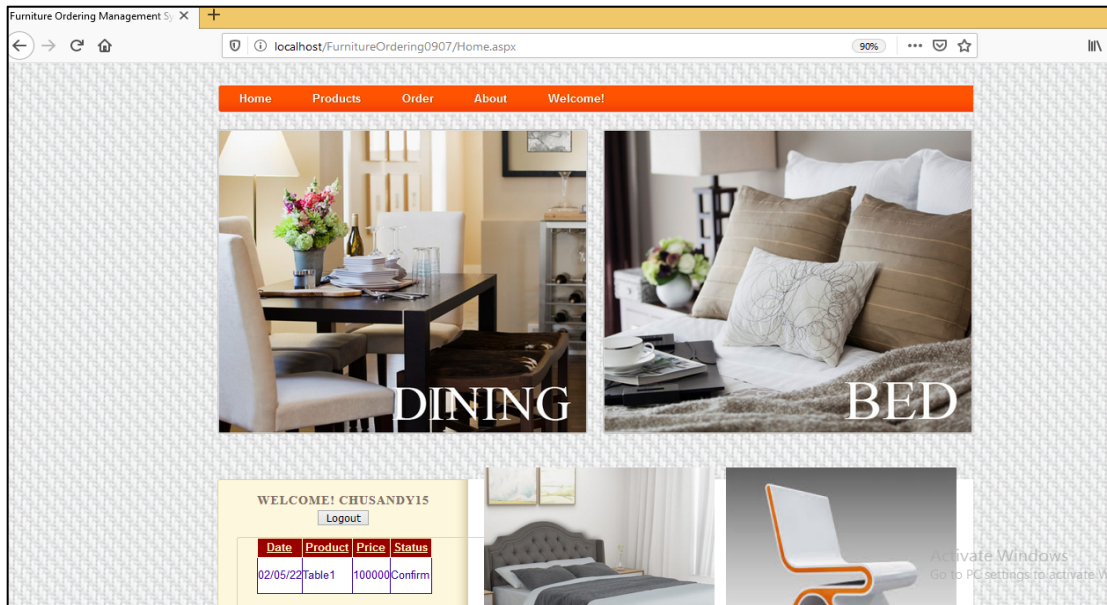 Furniture Ordering Management Sy
localhost/FurnitureOrdering0907/Home.aspx
90%
Home Products Order About Welcome!
DINING
BED
WELCOME! CHUSANDY15
Logout
Date Product Price Status
02/05/22 Table1 100000 Confirm
Activate Windows
Go to PC settings to activate W